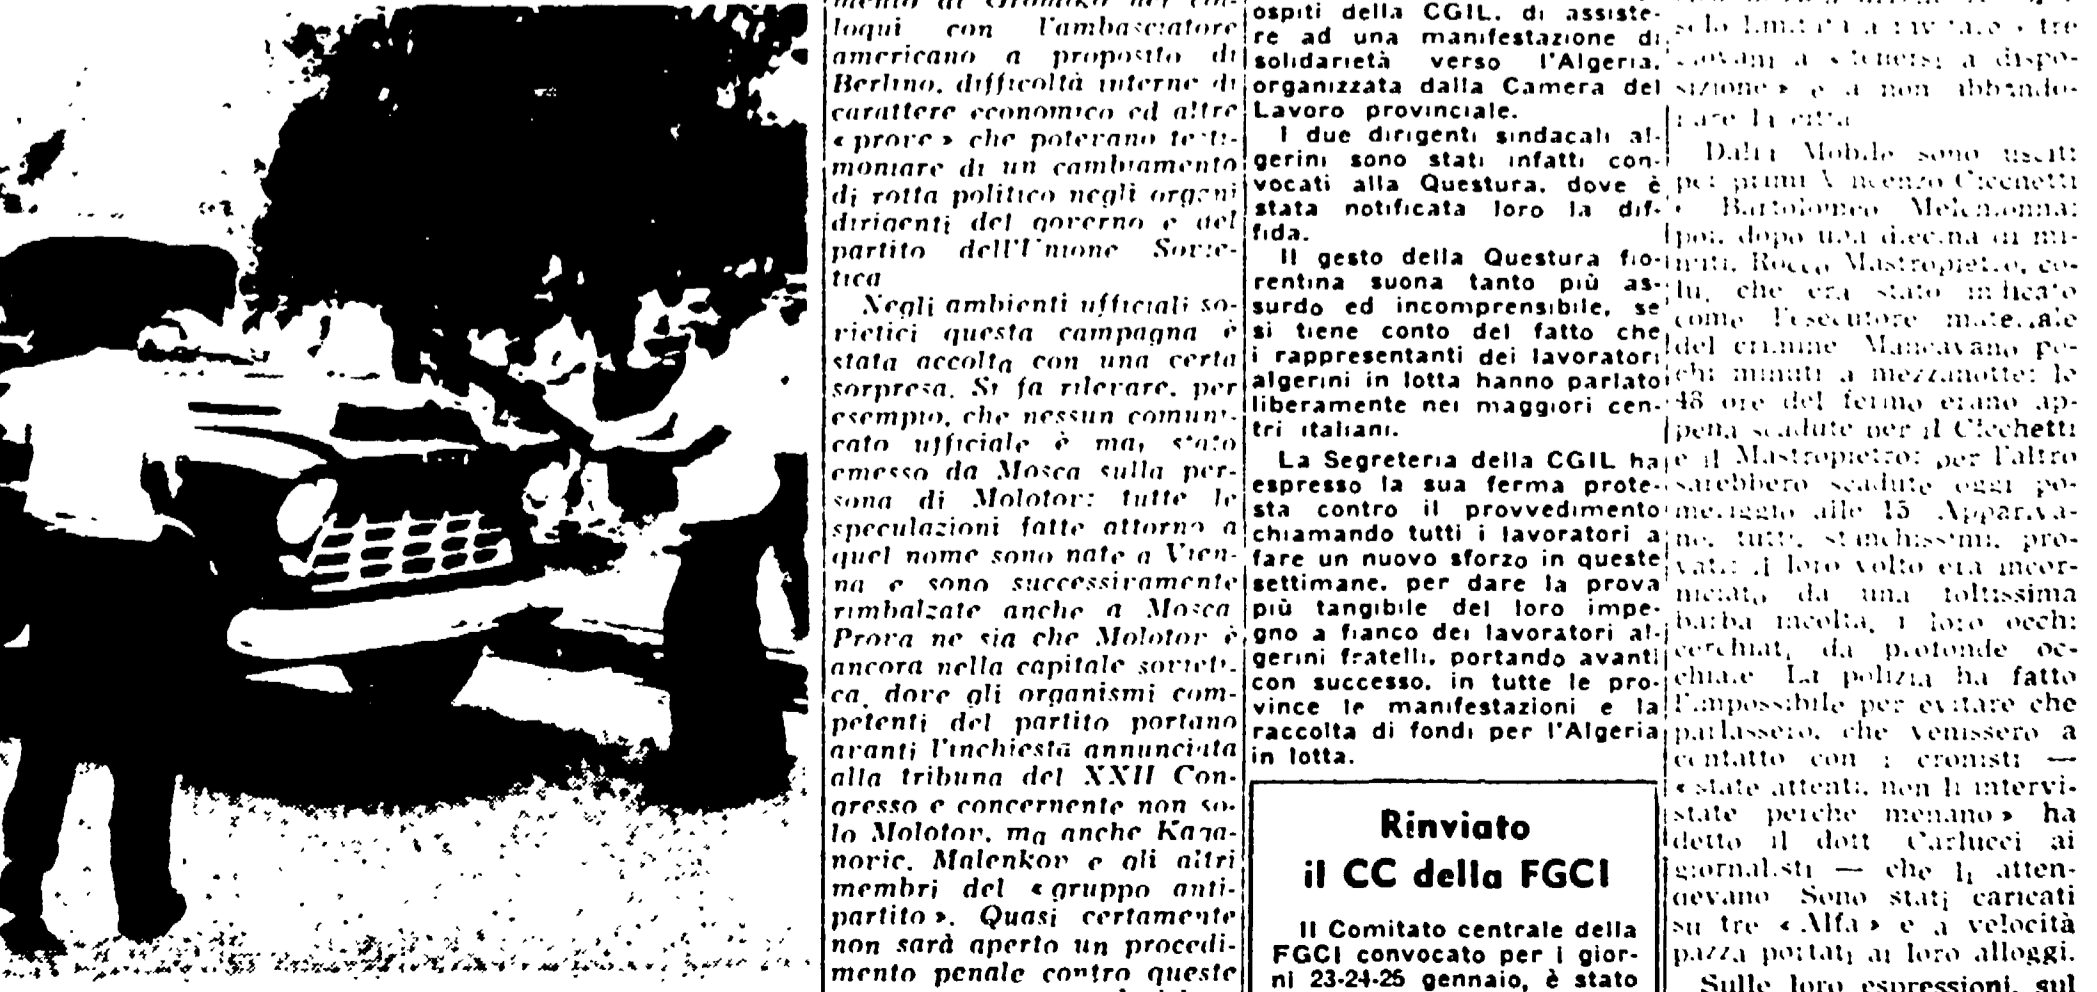 loqui con l'ambasciatore
americano a proposito di
Berlino, difficoltà interne di
carattere economico ed altre
« prove » che potevano testi-
moniare di un cambiamento
di rotta politico negli organi
dirigenti del governo e del
partito dell'Unione Sovie-
tica
Negli ambienti ufficiali so-
vietici questa campagna è
stata accolta con una certa
sorpresa. Si fa rilevare, per
esempio, che nessun comuni-
cato ufficiale è mai stato
emesso da Mosca sulla per-
sona di Molotov: tutte le
speculazioni fatte attorno a
quel nome sono nate a Vien-
na e sono successivamente
rimbalzate anche a Mosca
Prova ne sia che Molotov è
ancora nella capitale sovieti-
ca, dove gli organismi com-
petenti del partito portano
avanti l'inchiesta annunciata
alla tribuna del XXII Con-
gresso e concernente non so-
lo Molotov, ma anche Kaga-
novic, Malenkov e gli altri
membri del « gruppo anti-
partito ». Quasi certamente
non sarà aperto un procedi-
mento penale contro queste
ospiti della CGIL, di assiste-
re ad una manifestazione di
solidarietà verso l'Algeria,
organizzata dalla Camera del
Lavoro provinciale.
I due dirigenti sindacali al-
gerini sono stati infatti con-
vocati alla Questura, dove è
stata notificata loro la dif-
fida.
Il gesto della Questura fio-
rentina suona tanto più as-
surdo ed incomprensibile, se
si tiene conto del fatto che
i rappresentanti dei lavoratori
algerini in lotta hanno parlato
liberamente nei maggiori cen-
tri italiani.
La Segreteria della CGIL ha
espresso la sua ferma prote-
sta contro il provvedimento
chiamando tutti i lavoratori a
fare un nuovo sforzo in queste
settimane, per dare la prova
più tangibile del loro impe-
gno a fianco dei lavoratori al-
gerini fratelli, portando avanti
con successo, in tutte le pro-
vince le manifestazioni e la
raccolta di fondi per l'Algeria
in lotta.
Rinviato
il CC della FGCI
Il Comitato centrale della
FGCI convocato per i gior-
ni 23-24-25 gennaio, è stato
giovani a tenersi a dispo-
sizione » e a non abbando-
nare la città
Dalla Mobile sono usciti
per primi Vincenzo Cicchetti
e Bartolomeo
poi, dopo una diecina di mi-
nuti, Rocco Mastropietro, co-
lui, che era stato indicato
come l'esecutore materiale
del crimine Mancavano po-
chi minuti a mezzanotte: le
48 ore del fermo erano ap-
pena scadute per il Cicchetti
e il Mastropietro: per l'altro
sarebbero scadute oggi po-
meriggio alle 15 Appariva-
no, tutti, stanchissimi, pro-
vati: il loro volto era incor-
niciato da una foltissima
barba incolta, i loro occhi
cerchiati da profonde oc-
chiaie La polizia ha fatto
l'impossibile per evitare che
parlassero, che venissero a
contatto con i cronisti —
« state attenti, non li intervi-
state perchè menano » ha
detto il dott Carlucci ai
giornalisti — che li atten-
devano Sono stati caricati
su tre « Alfa » e a velocità
pazza portati ai loro alloggi.
Sulle loro espressioni, sul